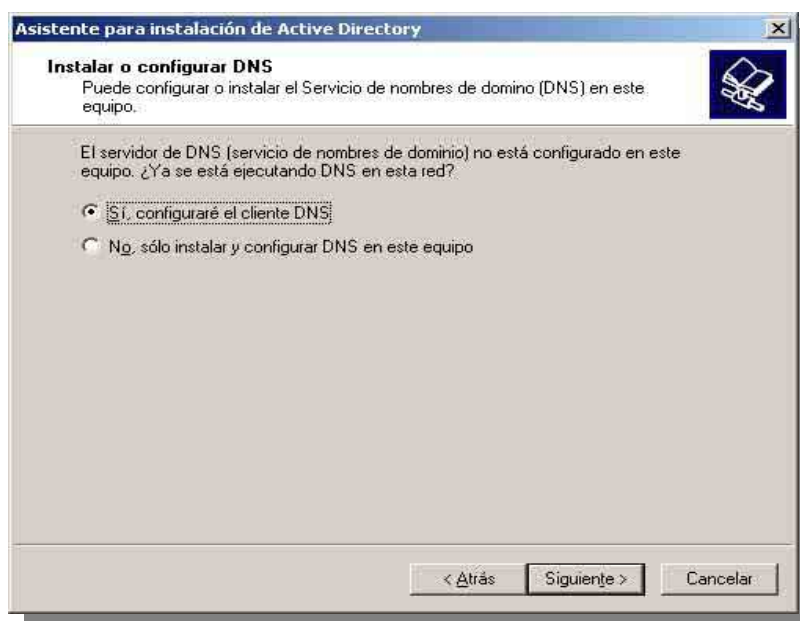 Asistente para instalación de Active Directory
Instalar o configurar DNS
Puede configurar o instalar el Servicio de nombres de domino (DNS) en este
equipo.
El servidor de DNS (servicio de nombres de dominio) no está configurado en este
equipo. ¿Ya se está ejecutando DNS en esta red?
Sí, configuraré el cliente DNS
No, sólo instalar y configurar DNS en este equipo
< Atrás
Siguiente >
Cancelar